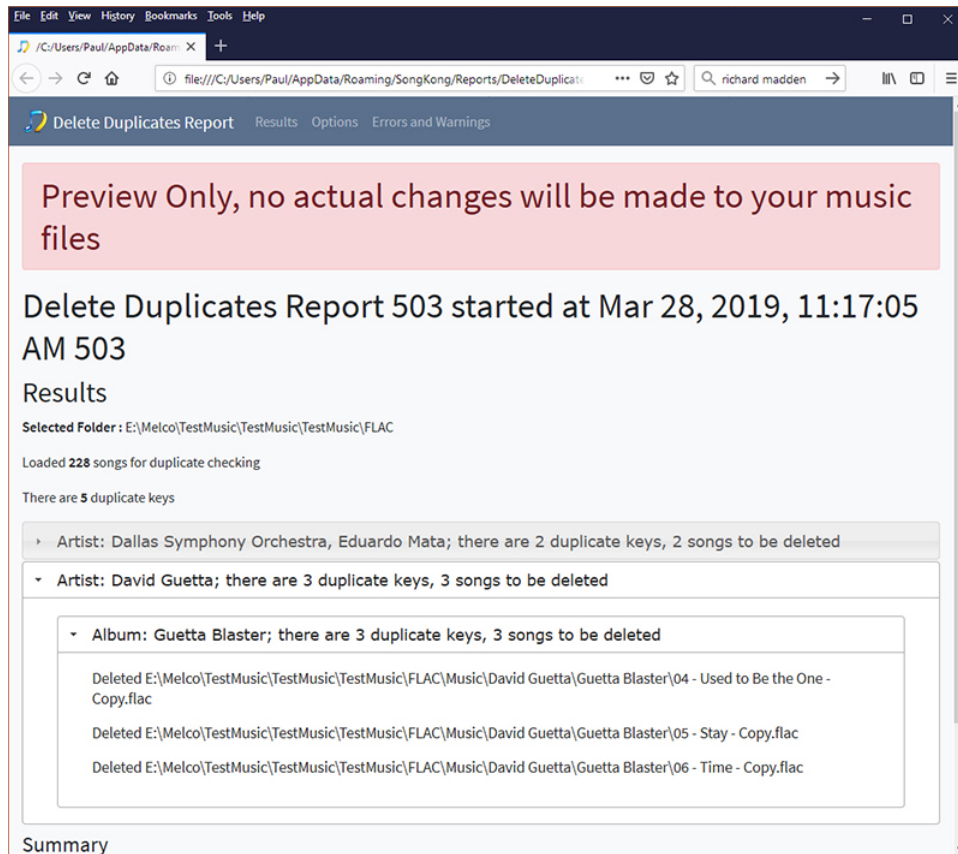 File Edit View History Bookmarks Tools Help
/C:/Users/Paul/AppData/Roam
file:///C:/Users/Paul/AppData/Roaming/SongKong/Reports/DeleteDuplicate
richard madden
Delete Duplicates Report Results Options Errors and Warnings
Preview Only, no actual changes will be made to your music
files
Delete Duplicates Report 503 started at Mar 28, 2019, 11:17:05
AM 503
Results
Selected Folder : E:\Melco\TestMusic\TestMusic\TestMusic\FLAC
Loaded 228 songs for duplicate checking
There are 5 duplicate keys
Artist: Dallas Symphony Orchestra, Eduardo Mata; there are 2 duplicate keys, 2 songs to be deleted
Artist: David Guetta; there are 3 duplicate keys, 3 songs to be deleted
Album: Guetta Blaster; there are 3 duplicate keys, 3 songs to be deleted
Deleted E:\Melco\TestMusic\TestMusic\TestMusic\FLAC\Music\David Guetta\Guetta Blaster\04 - Used to Be the One -
Copy.flac
Deleted E:\Melco\TestMusic\TestMusic\TestMusic\FLAC\Music\David Guetta\Guetta Blaster\05 - Stay - Copy.flac
Deleted E:\Melco\TestMusic\TestMusic\TestMusic\FLAC\Music\David Guetta\Guetta Blaster\06 - Time - Copy.flac
Summary